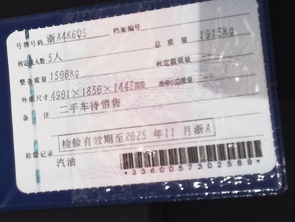 号牌号码 浙A4K6Q5 档案编号
核定载人数 5人 总质量 1915kg
整备质量 1500kg 核定载质量
外廓尺寸 4901×1850×1447mm 准牵引总质量
备注 二手车待销售
检验有效期至2025年11月浙A
检验记录
汽油
*3360057302589*